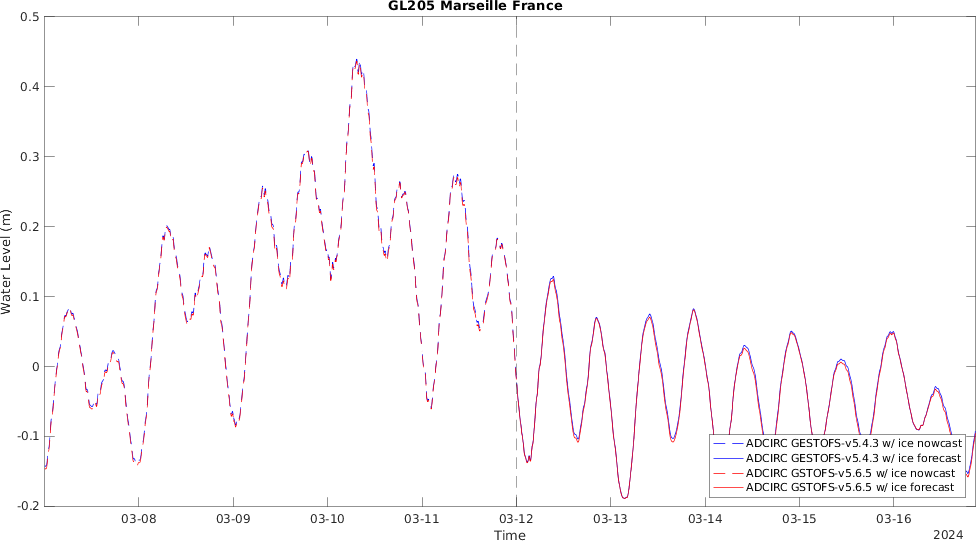 GL205 Marseille France
0.5
0.4
0.3
0.2
0.1
0
-0.1
-0.2
Water Level (m)
ADCIRC GESTOFS-v5.4.3 w/ ice nowcast
ADCIRC GESTOFS-v5.4.3 w/ ice forecast
ADCIRC GSTOFS-v5.6.5 w/ ice nowcast
ADCIRC GSTOFS-v5.6.5 w/ ice forecast
03-08 03-09 03-10 03-11 03-12 03-13 03-14 03-15 03-16
Time
2024